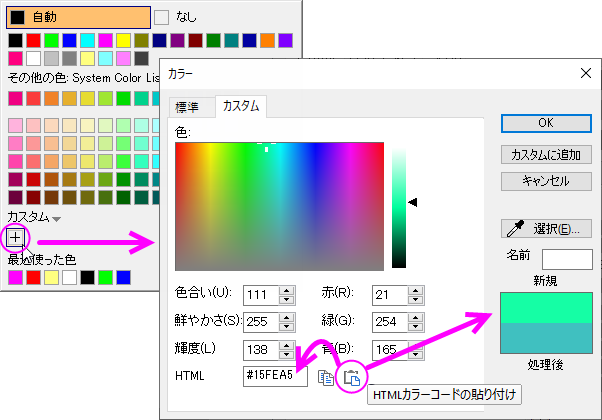 自動 なし
その他の色: System Color Lis
カスタム
最近使った色
カラー
標準 カスタム
色:
OK
カスタムに追加
キャンセル
選択(E)...
名前
新規
処理後
色合い(U): 111 赤(R): 21
鮮やかさ(S): 255 緑(G): 254
輝度(L) 138 青(B): 165
HTML #15FEA5
HTMLカラーコードの貼り付け